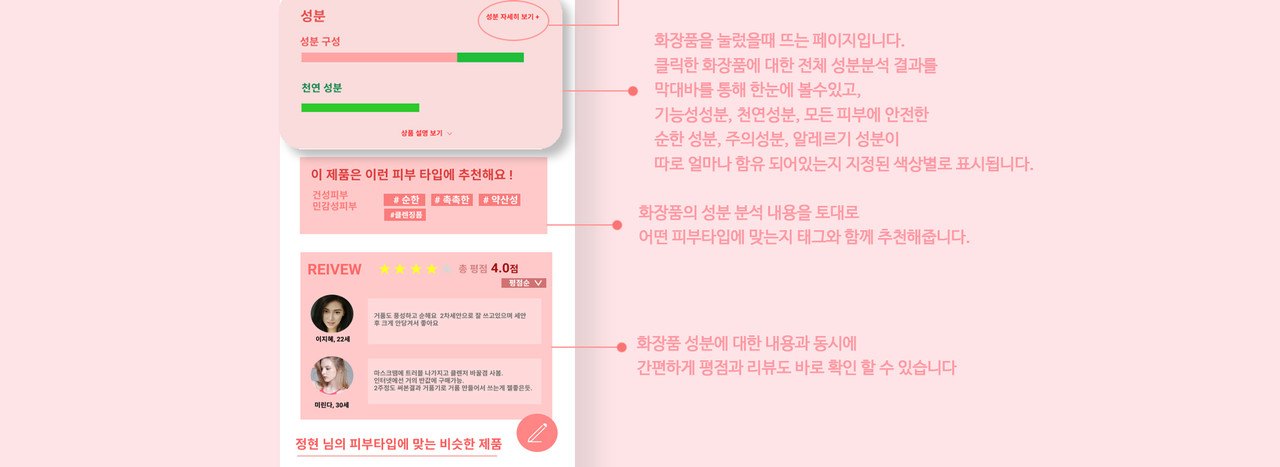 성분
성분 자세히 보기 +
성분 구성
천연 성분
상품 설명 보기
이 제품은 이런 피부 타입에 추천해요 !
건성피부
민감성피부
# 순한 # 촉촉한 # 약산성
#클렌징폼
REIVEW
총 평점 4.0점
평점순
거품도 풍성하고 순해요 2차세안으로 잘 쓰고있으며 세안
후 크게 안당겨서 좋아요
이지혜, 22세
마스크땜에 트러블 나가지고 클렌저 바꿀겸 사봄.
인터넷에선 거의 반값에 구매가능.
2주정도 써본결과 거품기로 거품 만들어서 쓰는게 젤좋은듯.
미린다, 30세
정현 님의 피부타입에 맞는 비슷한 제품
화장품을 눌렀을때 뜨는 페이지입니다.
클릭한 화장품에 대한 전체 성분분석 결과를
막대바를 통해 한눈에 볼수있고,
기능성성분, 천연성분, 모든 피부에 안전한
순한 성분, 주의성분, 알레르기 성분이
따로 얼마나 함유 되어있는지 지정된 색상별로 표시됩니다.
화장품의 성분 분석 내용을 토대로
어떤 피부타입에 맞는지 태그와 함께 추천해줍니다.
화장품 성분에 대한 내용과 동시에
간편하게 평점과 리뷰도 바로 확인 할 수 있습니다